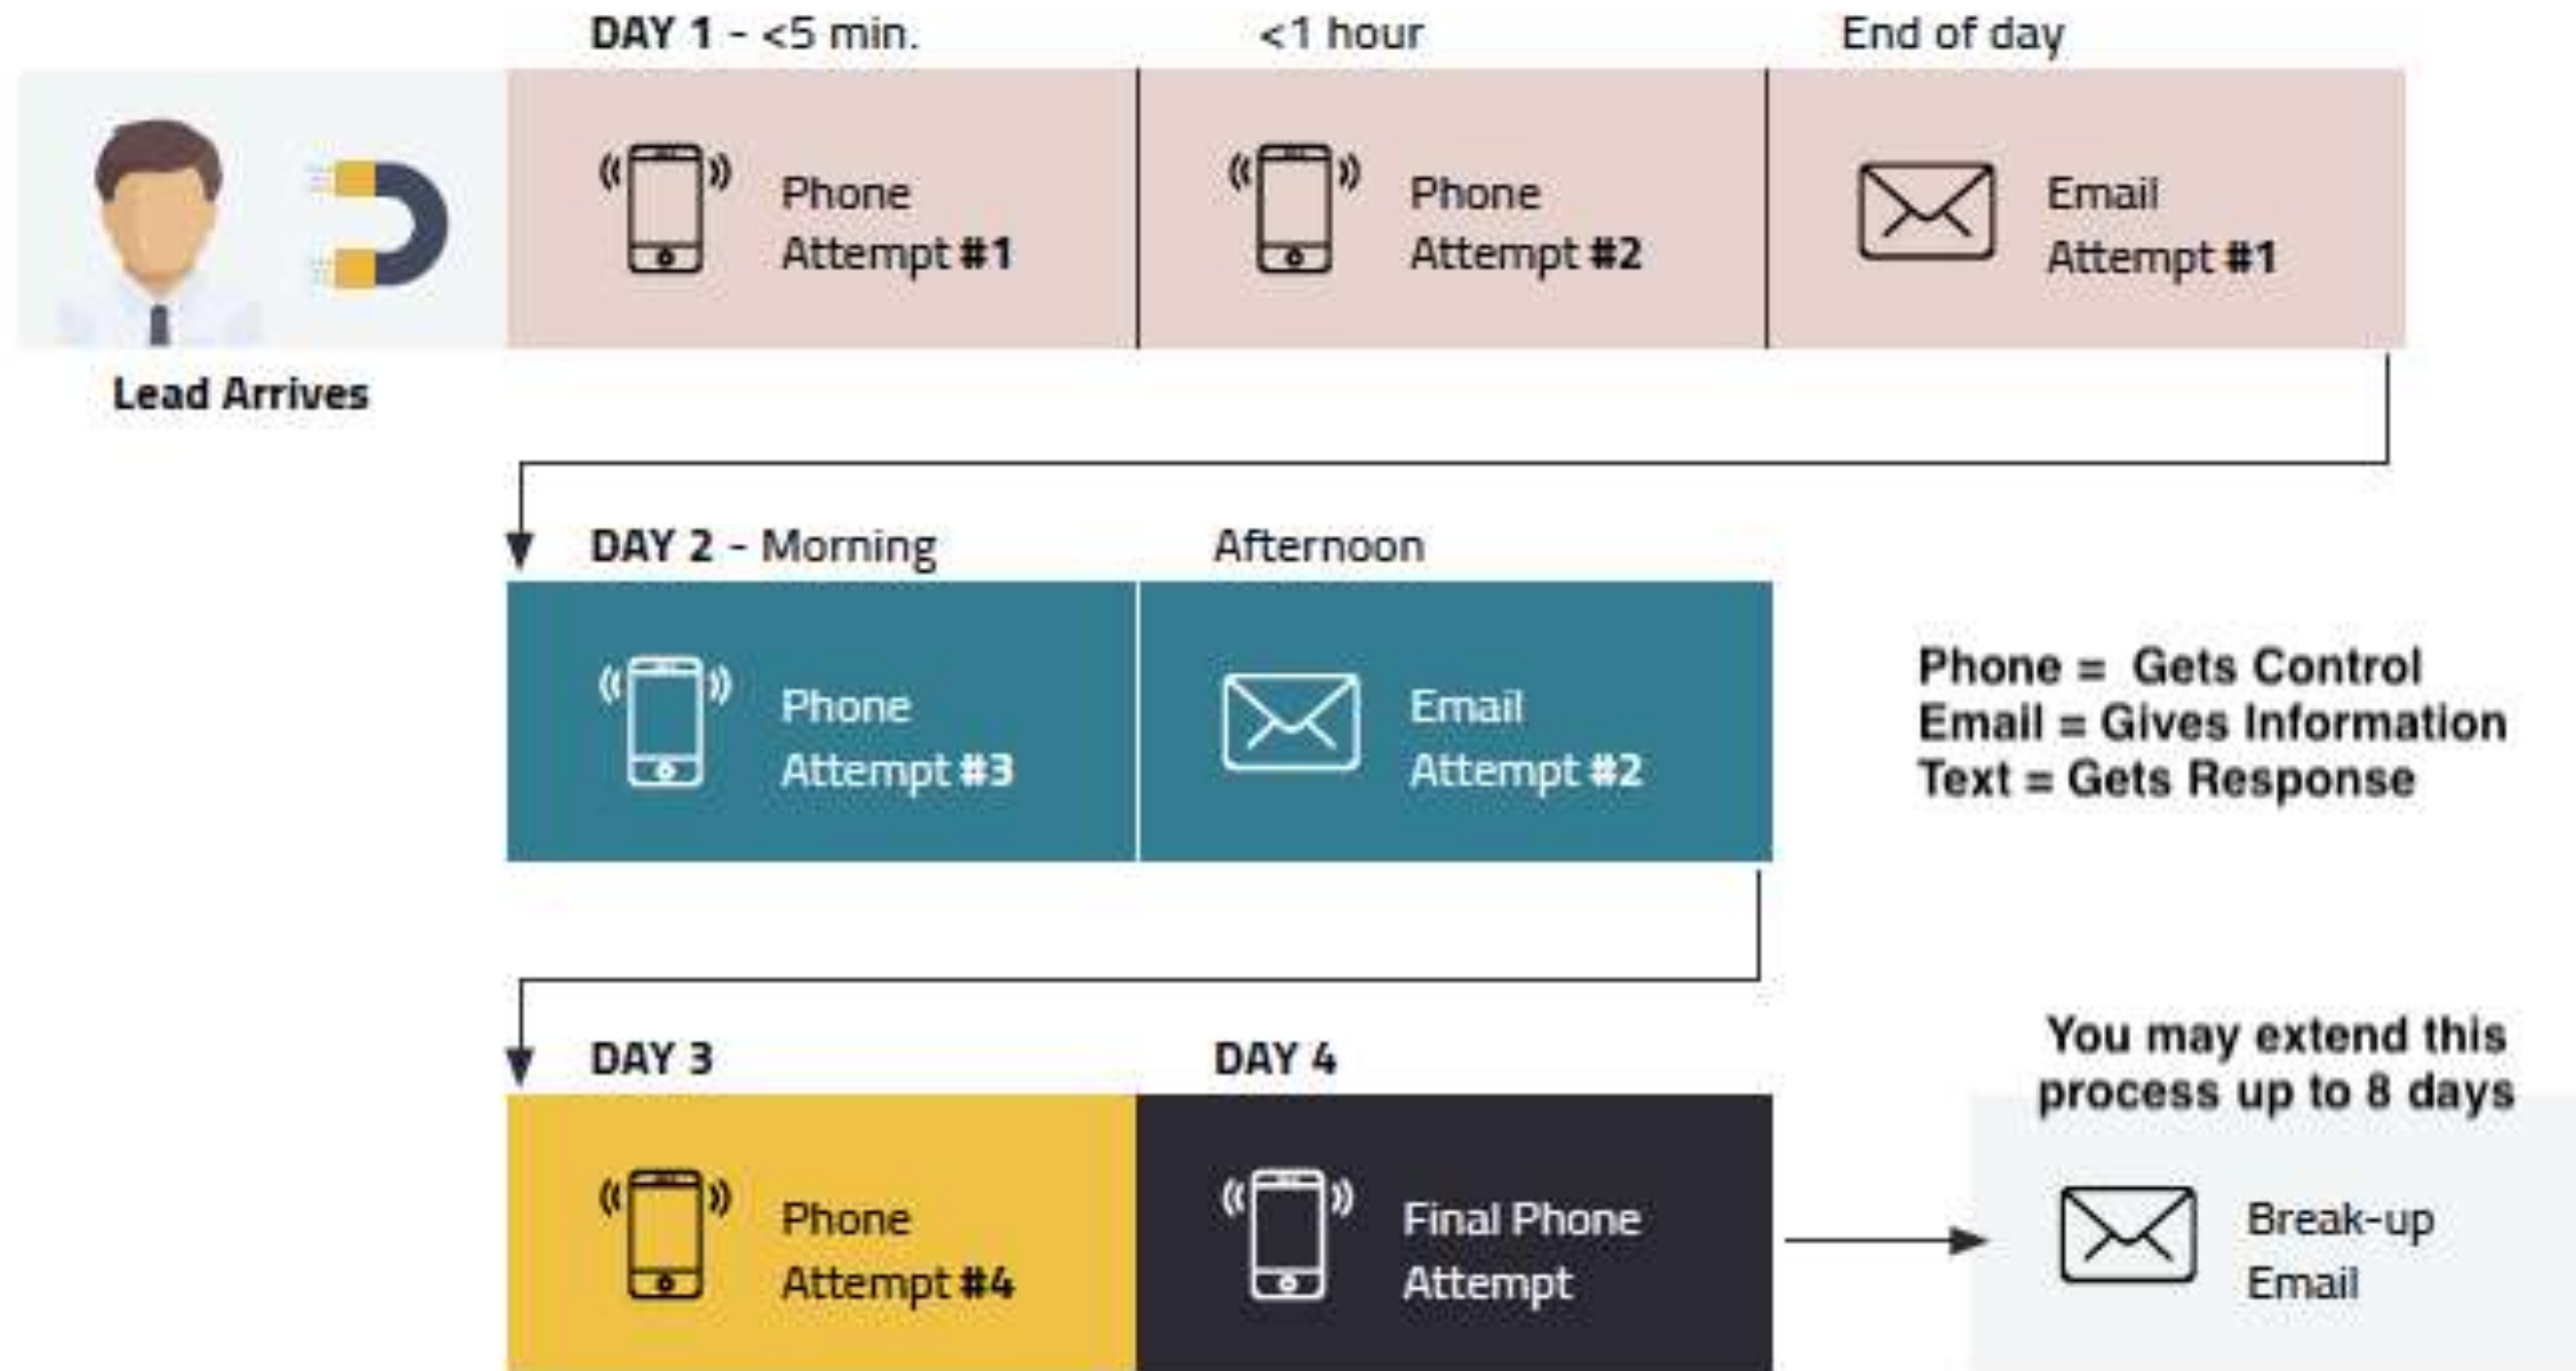 DAY 1 - <5 min.
<1 hour
End of day
Phone
Attempt #1
Phone
Attempt #2
Email
Attempt #1
Lead Arrives
DAY 2 - Morning
Afternoon
Phone
Attempt #3
Email
Attempt #2
Phone = Gets Control
Email = Gives Information
Text = Gets Response
DAY 3
DAY 4
You may extend this
process up to 8 days
Phone
Attempt #4
Final Phone
Attempt
Break-up
Email